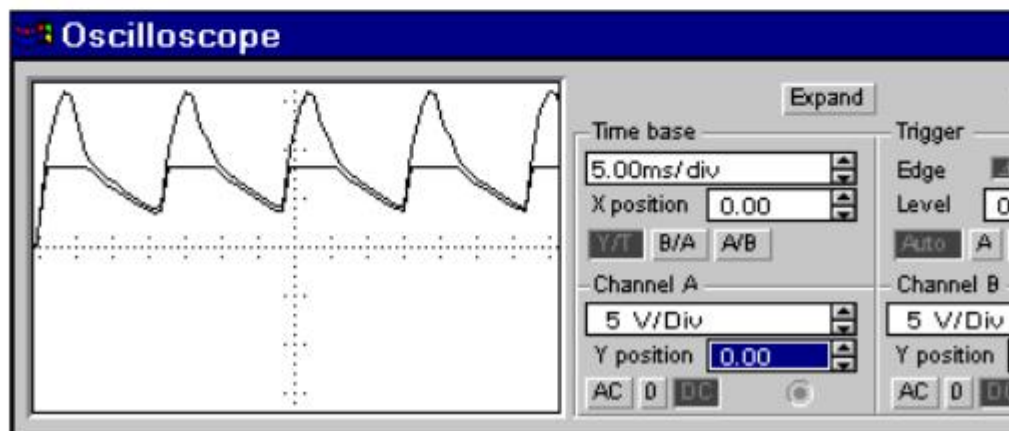 Oscilloscope
Expand
Time base
5.00ms/div
X position 0.00
Y/T B/A A/B
Trigger
Edge
Level 0
Auto A
Channel A
5 V/Div
Y position 0.00
AC 0 DC
Channel B
5 V/Div
Y position
AC 0